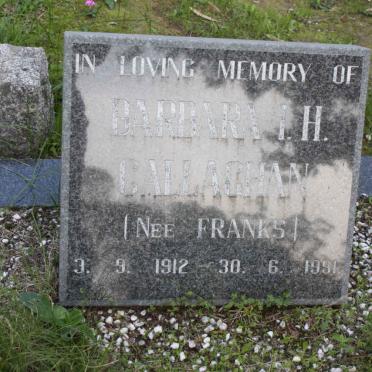 IN LOVING MEMORY OF
BARBARA I. H.
CALLAGHAN
(NEE FRANKS)
3. 9. 1912 - 30. 6. 1991.